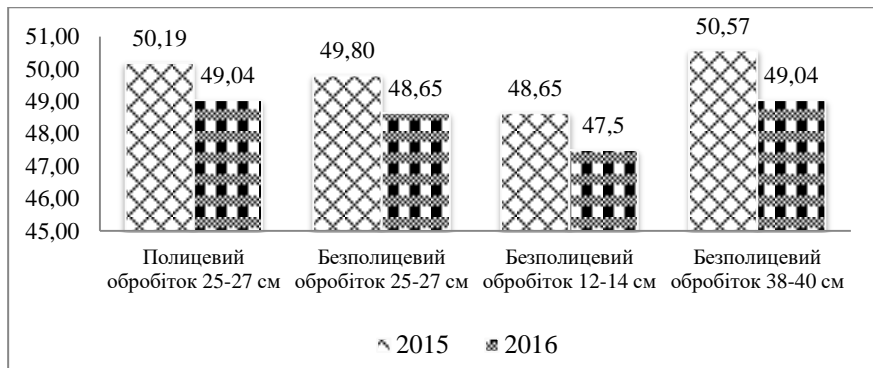 51,00
50,00
49,00
48,00
47,00
46,00
45,00
50,19
49,04
49,80
48,65
48,65
47,5
50,57
49,04
Полицевий
обробіток 25-27 см
Безполицевий
обробіток 25-27 см
Безполицевий
обробіток 12-14 см
Безполицевий
обробіток 38-40 см
2015
2016